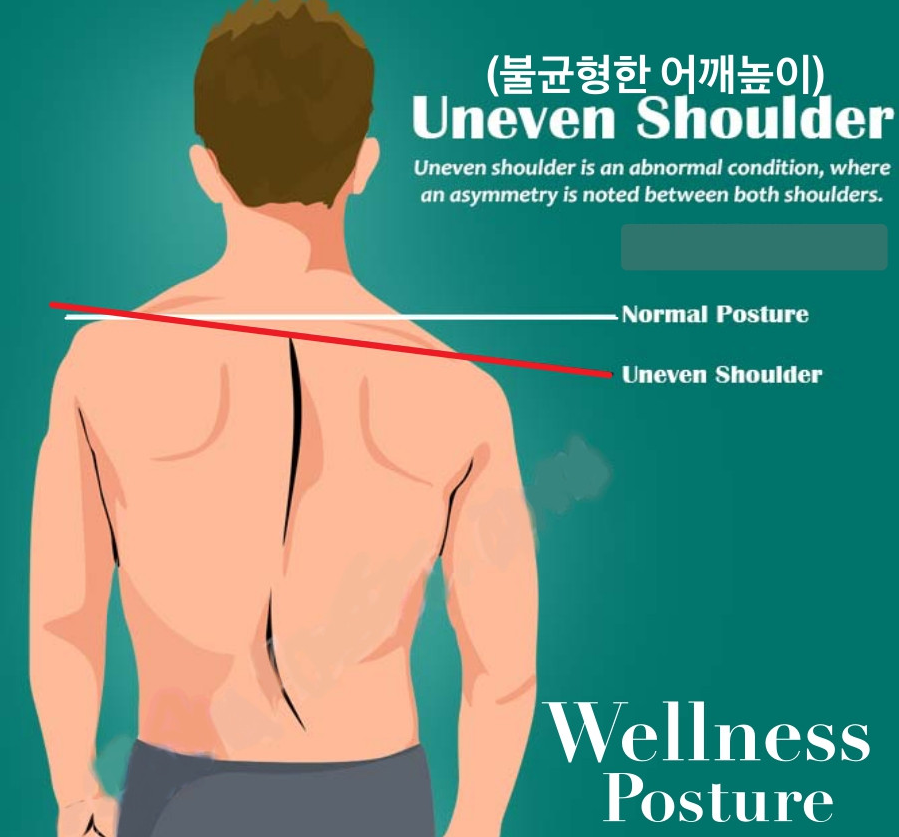 (불균형한 어깨높이)
Uneven Shoulder
Uneven shoulder is an abnormal condition, where
an asymmetry is noted between both shoulders.
Normal Posture
Uneven Shoulder
Wellness
Posture